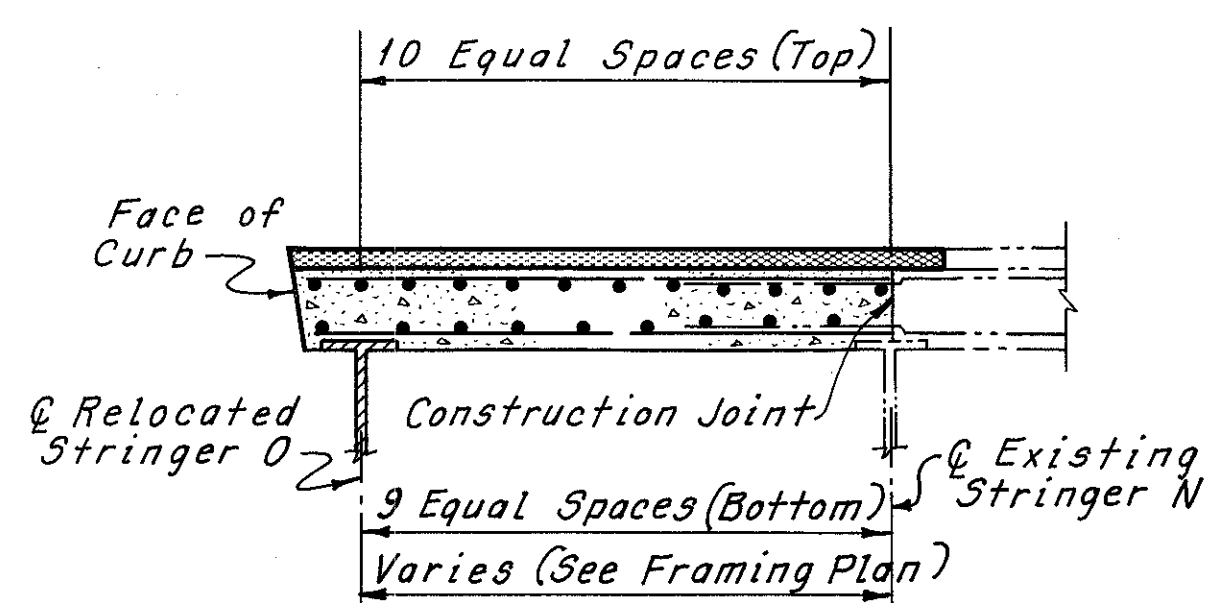 10 Equal Spaces (Top)
Face of
Curb
℄ Relocated
Stringer O
Construction Joint
℄ Existing
Stringer N
9 Equal Spaces (Bottom)
Varies (See Framing Plan)